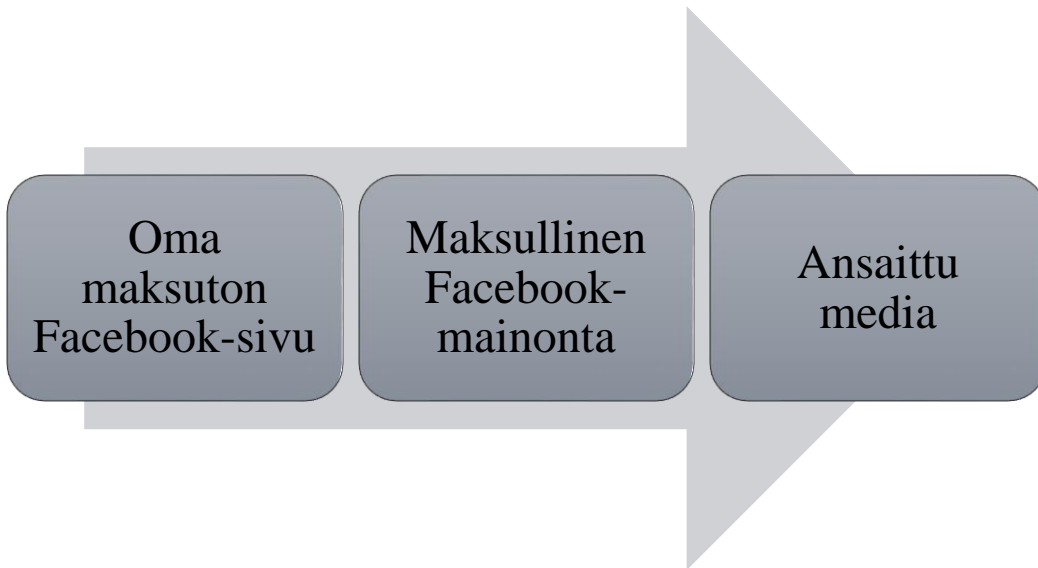 Oma
maksuton
Facebook-sivu
Maksullinen
Facebook-
mainonta
Ansaittu
media